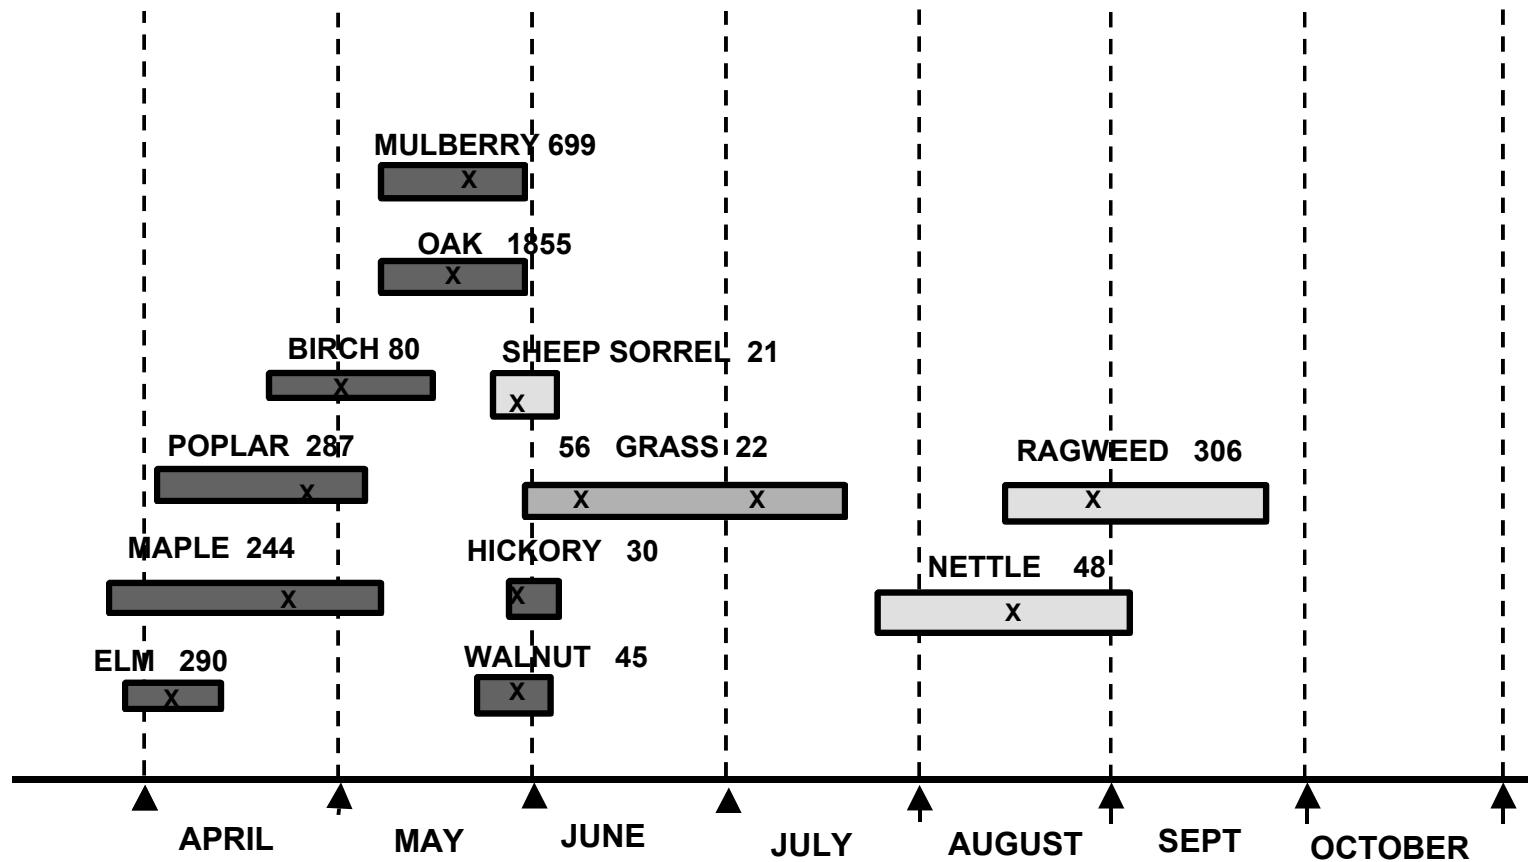 MULBERRY 699
X
OAK 1855
X
BIRCH 80
SHEEP SORREL 21
X
X
POPLAR 287
56 GRASS 22
RAGWEED 306
X
X
X
X
MAPLE 244
HICKORY 30
NETTLE 48
X
X
X
ELM 290
WALNUT 45
X
X
APRIL
MAY
JUNE
JULY
AUGUST
SEPT
OCTOBER